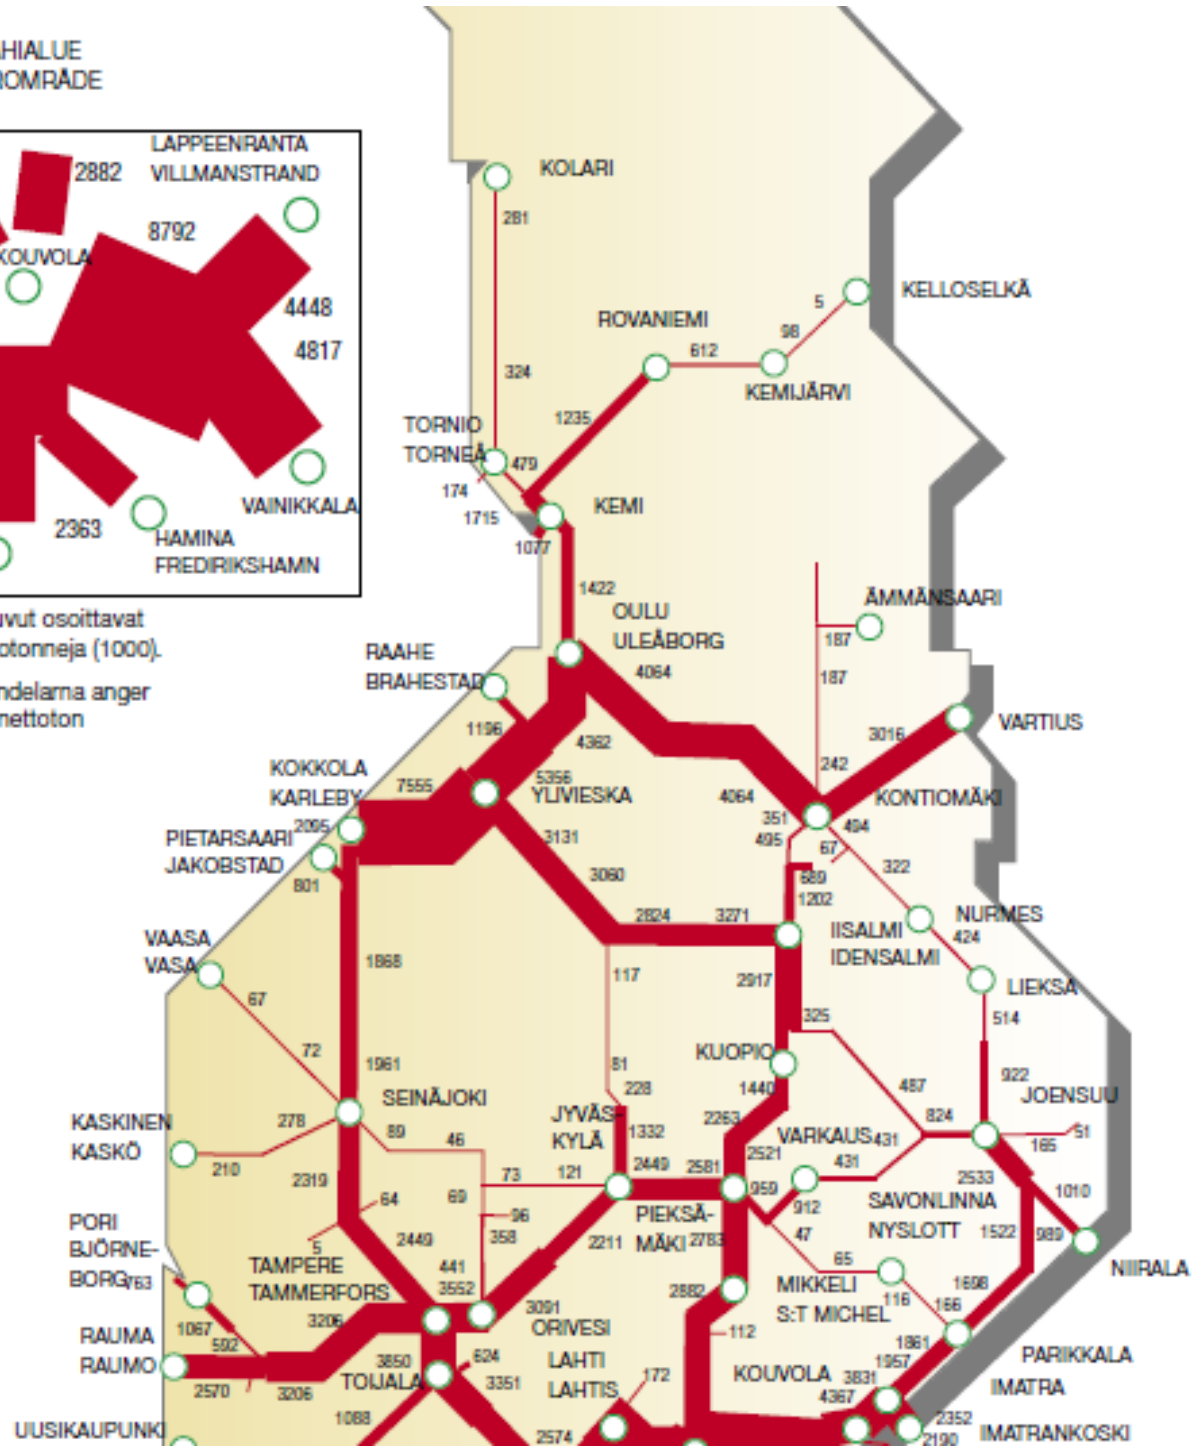 HIALUE
OMRÅDE
LAPPEENRANTA
VILLMANSTRAND
2882
8792
KOUVOLA
4448
4817
VAINIKKALA
2363
HAMINA
FREDIRIKSHAMN
uvut osoittavat
otonneja (1000).
ndelarna anger
nettoton
KOLARI
281
324
KELLOSELKÄ
5
98
ROVANIEMI
612
KEMIJÄRVI
1235
TORNIO
TORNEÅ
479
174
1715
KEMI
1077
1422
OULU
ULEÅBORG
4064
ÄMMÄNSAARI
187
187
RAAHE
BRAHESTAD
1196
4362
3016
VARTIUS
242
KOKKOLA
KARLEBY
7555
5356
YLIVIESKA
4064
KONTIOMÄKI
2095
PIETARSAARI
JAKOBSTAD
801
3131
351
495
494
67
322
3060
689
1202
2824
3271
IISALMI
IDENSALMI
NURMES
424
VAASA
VASA
1868
117
2917
LIEKSA
67
325
514
72
1961
81
KUOPIO
1440
487
922
JOENSUU
SEINÄJOKI
228
KASKINEN
KASKÖ
278
89
46
JYVÄS-
KYLÄ
1332
2263
VARKAUS
431
824
51
165
210
2319
73
121
2449
2581
2521
431
2533
1010
64
69
959
912
SAVONLINNA
NYSLOTT
96
PIEKSÄ-
MÄKI
2783
47
1522
989
PORI
BJÖRNE-
BORG
763
5
2449
358
2211
65
NIIRALA
TAMPERE
TAMMERFORS
441
3552
2882
MIKKELI
S:T MICHEL
116
1698
166
1067
3206
3091
ORIVESI
112
1861
RAUMA
RAUMO
592
3850
624
LAHTI
LAHTIS
KOUVOLA
1957
PARIKKALA
2570
3206
TOIJALA
3351
172
3831
4367
IMATRA
1088
2574
2352
2190
IMATRANKOSKI
UUSIKAUPUNKI